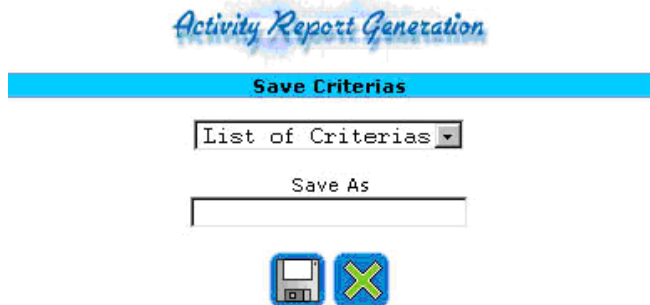 Activity Report Generation
Save Criterias
List of Criterias
Save As